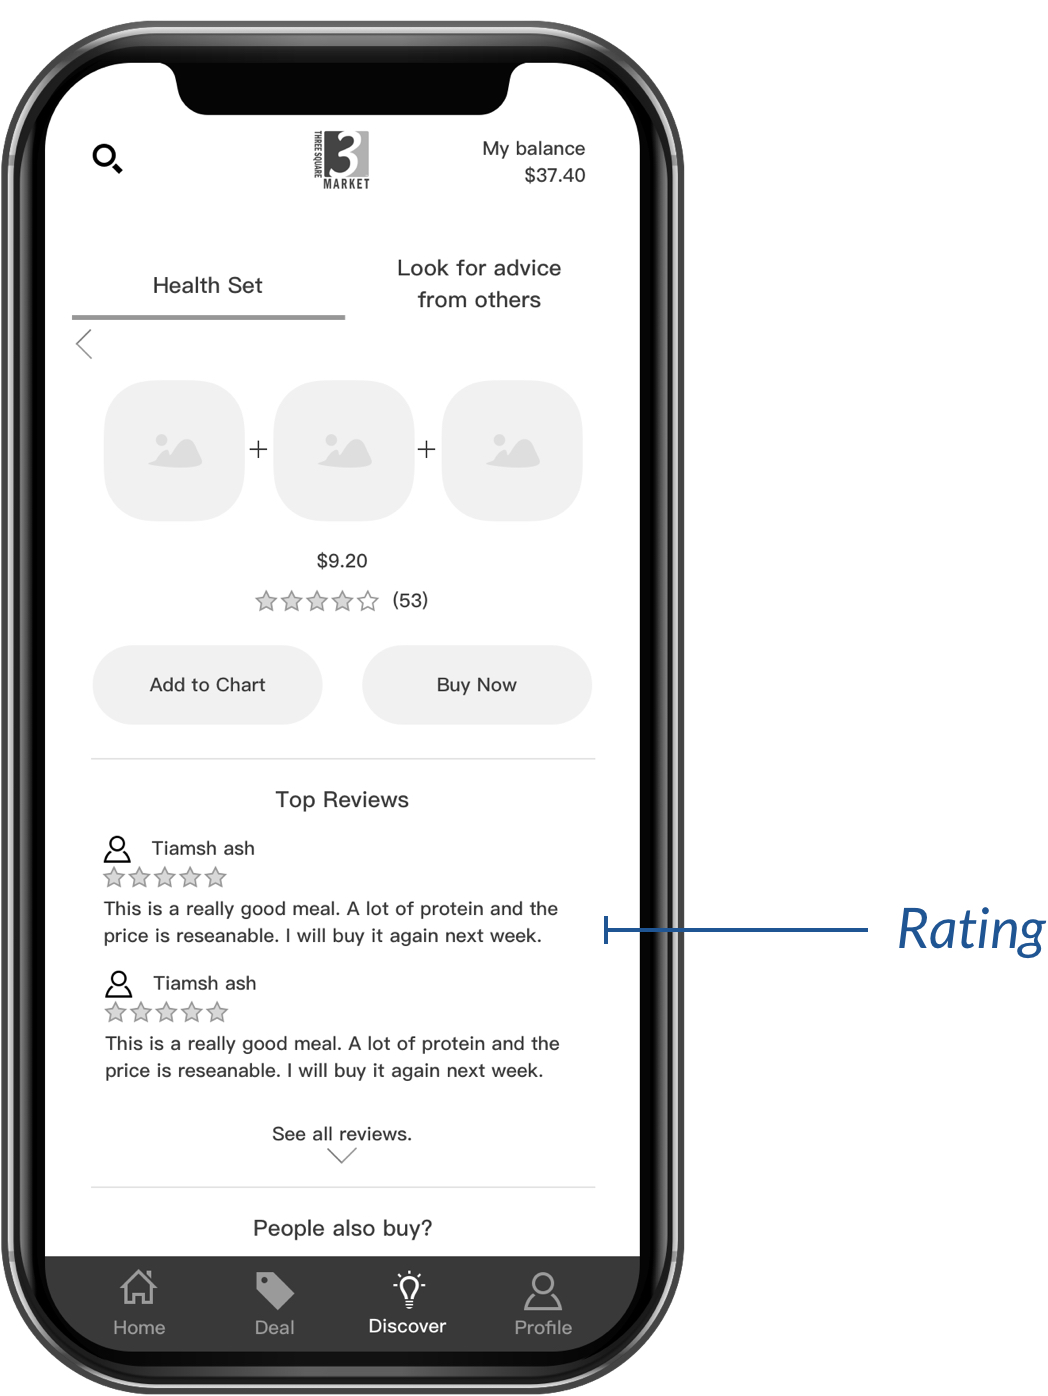 THREE SQUARE
3
MARKET
My balance
$37.40
Health Set
Look for advice
from others
+ +
$9.20
(53)
Add to Chart
Buy Now
Top Reviews
Tiamsh ash
This is a really good meal. A lot of protein and the
price is reseanable. I will buy it again next week.
Rating
Tiamsh ash
This is a really good meal. A lot of protein and the
price is reseanable. I will buy it again next week.
See all reviews.
People also buy?
Home
Deal
Discover
Profile